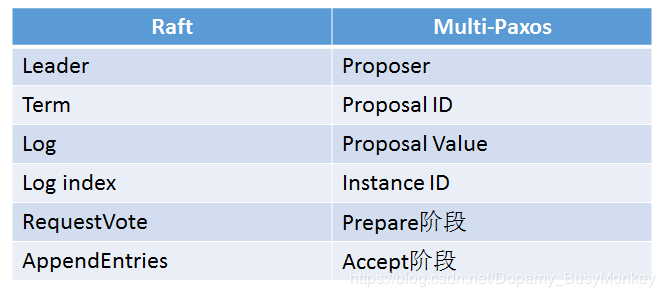 Raft Multi-Paxos
Leader Proposer
Term Proposal ID
Log Proposal Value
Log index Instance ID
RequestVote Prepare阶段
AppendEntries Accept阶段
https://blog.csdn.net/Dopamy_BusyMonkey